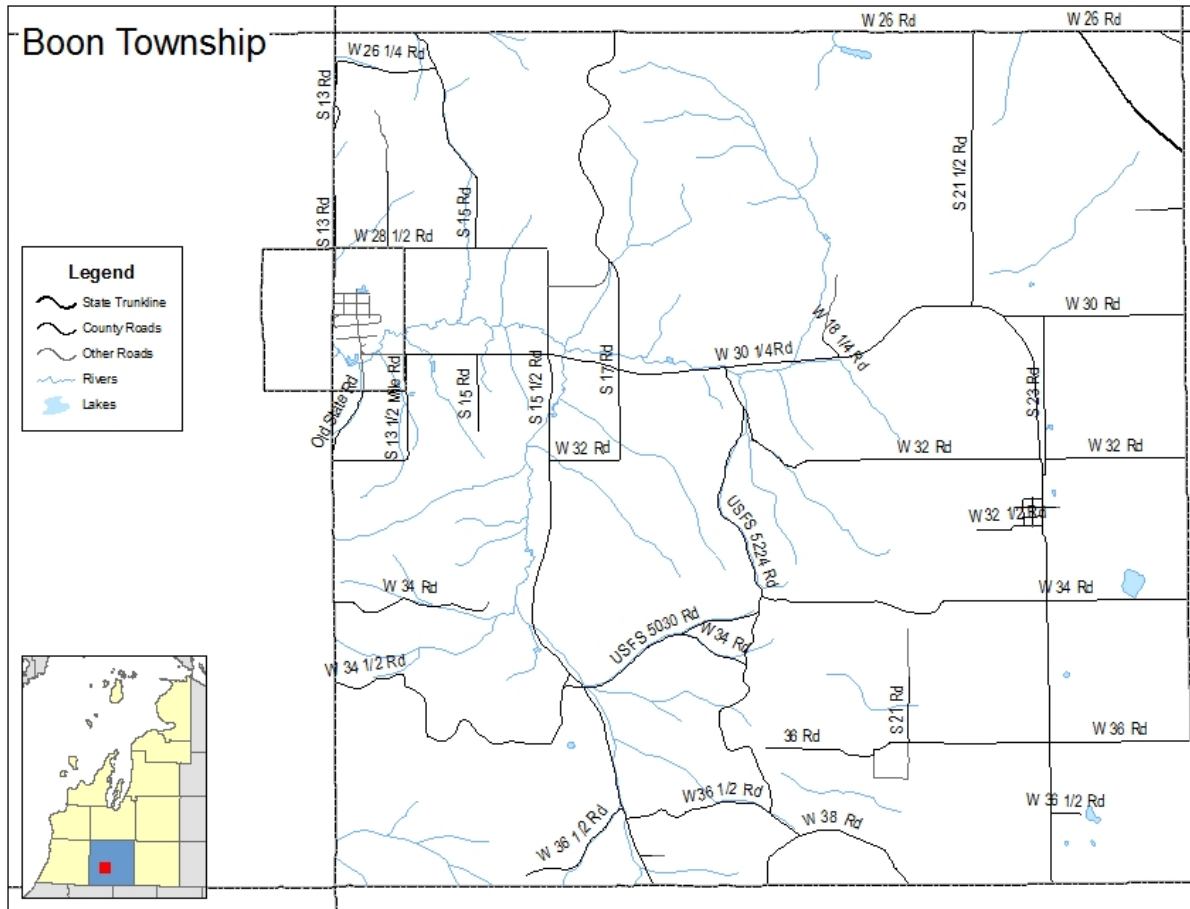 Boon Township
W 26 Rd
W 26 Rd
W 26 1/4 Rd
S 13 Rd
S 21 1/2 Rd
S 13 Rd
S 15 Rd
W 28 1/2 Rd
Legend
State Trunkline
County Roads
Other Roads
Rivers
Lakes
W 30 Rd
W 18 1/4 Rd
W 30 1/4 Rd
S 17 Rd
S 23 Rd
Old State Rd
S 13 1/2 Mile Rd
S 15 Rd
S 15 1/2 Rd
W 32 Rd
W 32 Rd
W 32 Rd
USFS 5224 Rd
W 32 1/2 Rd
W 34 Rd
W 34 Rd
USFS 5030 Rd
W 34 Rd
W 34 1/2 Rd
S 21 Rd
36 Rd
W 36 Rd
W36 1/2 Rd
W 36 1/2 Rd
W 38 Rd
W 36 1/2 Rd